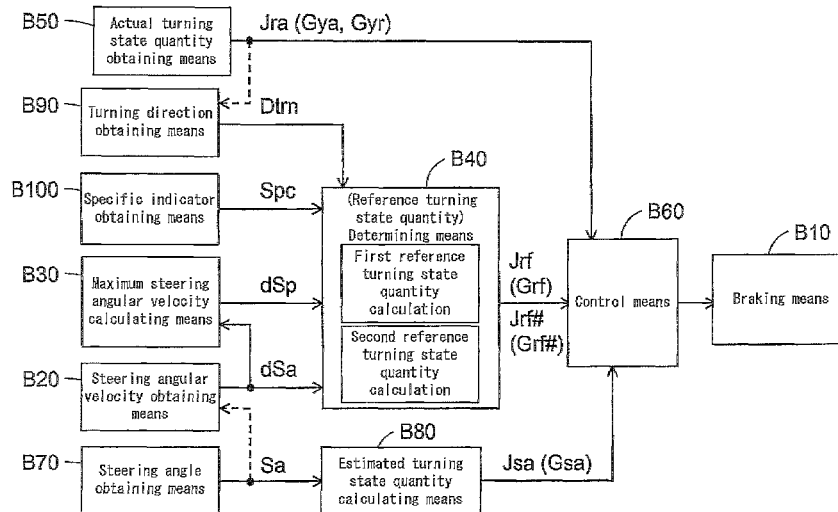 B50
Actual turning
state quantity
obtaining means
Jra (Gya, Gyr)
B90
Turning direction
obtaining means
Dtm
B100
Specific indicator
obtaining means
Spc
B30
Maximum steering
angular velocity
calculating means
dSp
B20
Steering angular
velocity obtaining
means
dSa
B70
Steering angle
obtaining means
Sa
B40
(Reference turning
state quantity)
Determining means
First reference
turning state
quantity
calculation
Second reference
turning state
quantity
calculation
B80
Estimated turning
state quantity
calculating means
Jrf
(Grf)
Jrf#
(Grf#)
Jsa (Gsa)
B60
Control means
B10
Braking means